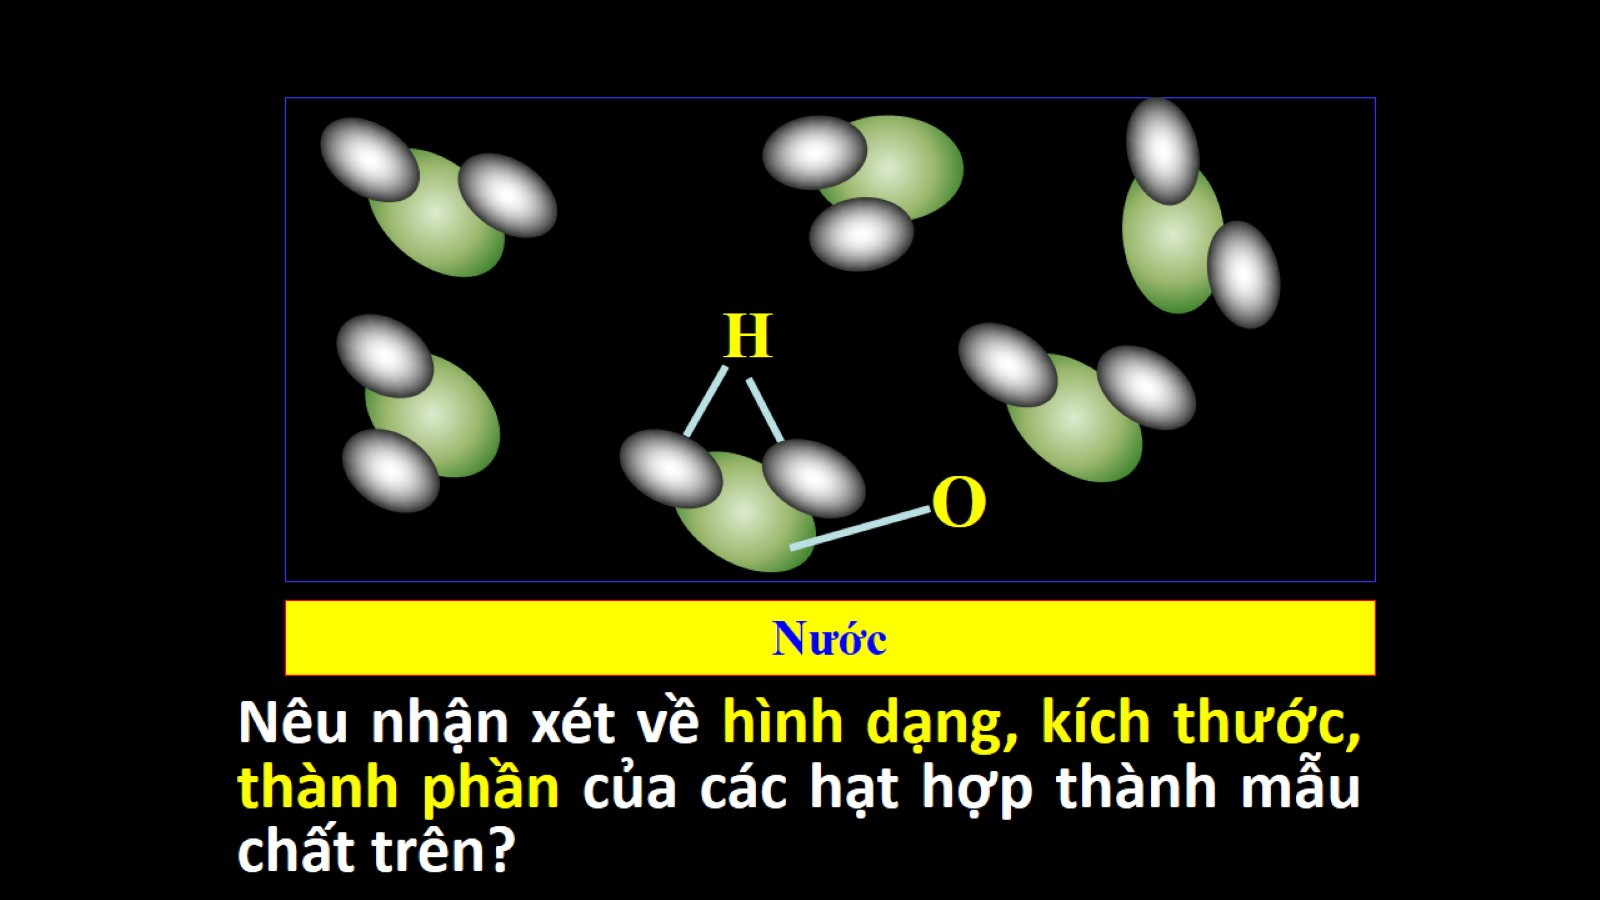 H
O
Nước
Nêu nhận xét về hình dạng, kích thước,
thành phần của các hạt hợp thành mẫu
chất trên?